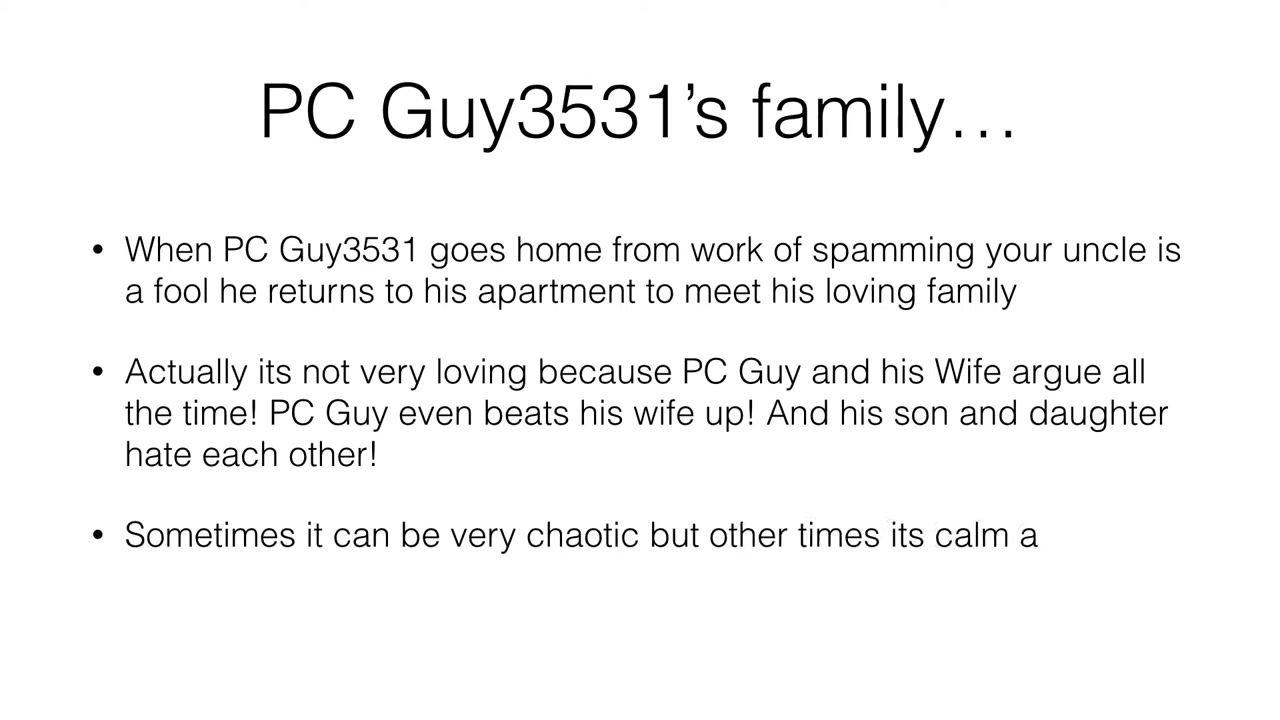 PC Guy3531’s family…
• When PC Guy3531 goes home from work of spamming your uncle is
a fool he returns to his apartment to meet his loving family
• Actually its not very loving because PC Guy and his Wife argue all
the time! PC Guy even beats his wife up! And his son and daughter
hate each other!
• Sometimes it can be very chaotic but other times its calm a